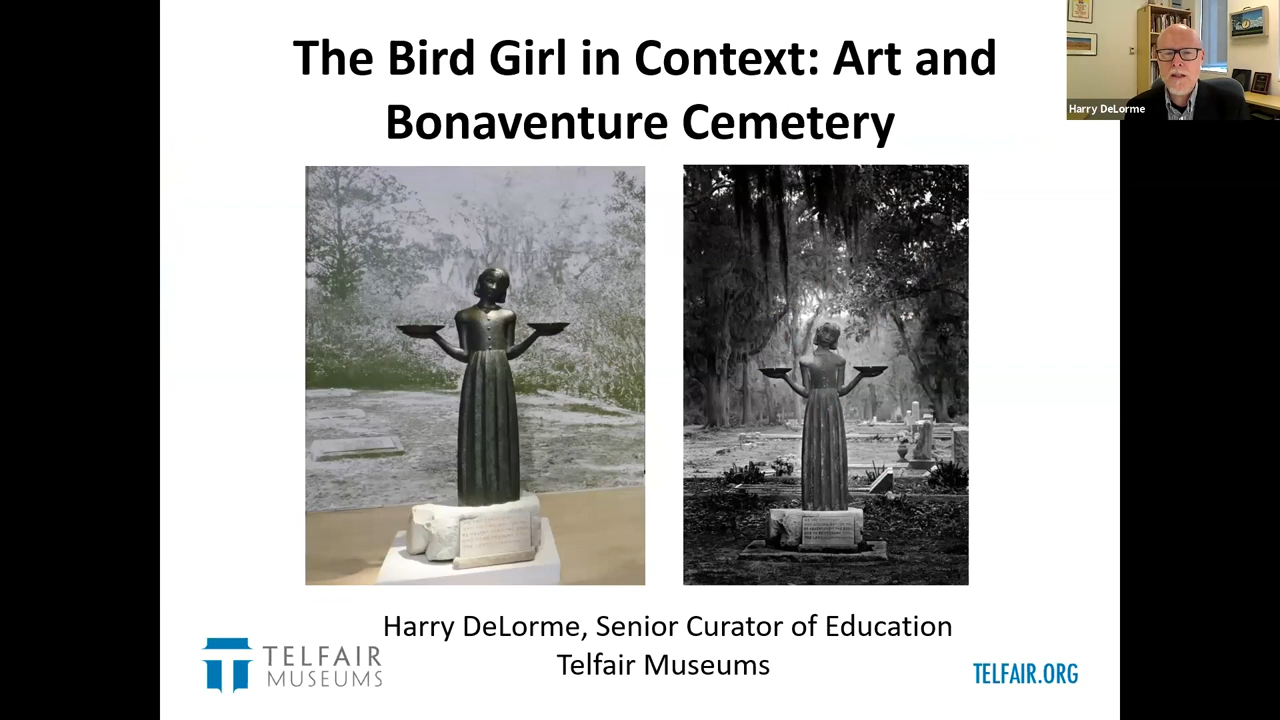 The Bird Girl in Context: Art and
Bonaventure Cemetery
Harry DeLorme
Harry DeLorme, Senior Curator of Education
Telfair Museums
TELFAIR
MUSEUMS
TELFAIR.ORG